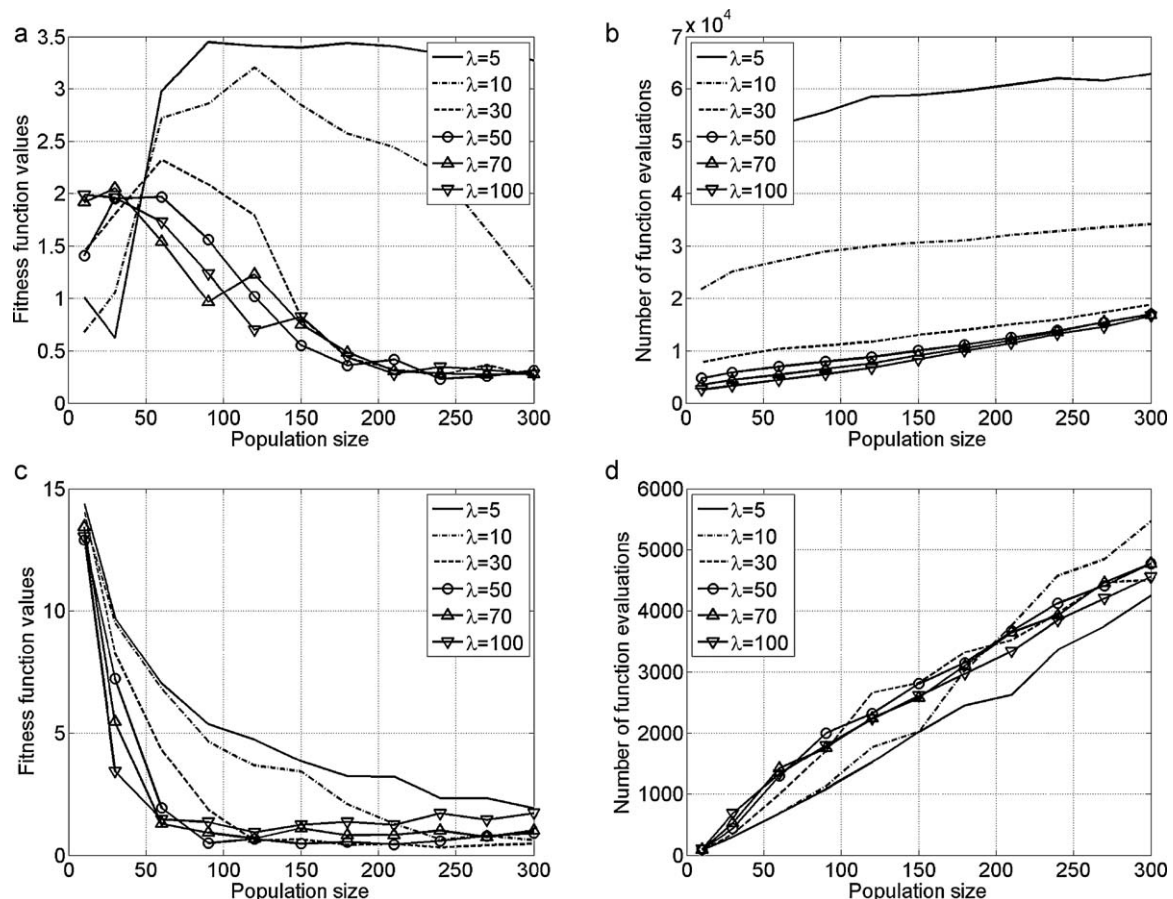 a
3.5
3
2.5
2
1.5
1
0.5
0
Fitness function values
0 50 100 150 200 250 300
Population size
λ=5
λ=10
λ=30
λ=50
λ=70
λ=100
b
x 10⁴
7
6
5
4
3
2
1
0
Number of function evaluations
0 50 100 150 200 250 300
Population size
λ=5
λ=10
λ=30
λ=50
λ=70
λ=100
c
15
10
5
0
Fitness function values
0 50 100 150 200 250 300
Population size
λ=5
λ=10
λ=30
λ=50
λ=70
λ=100
d
6000
5000
4000
3000
2000
1000
0
Number of function evaluations
0 50 100 150 200 250 300
Population size
λ=5
λ=10
λ=30
λ=50
λ=70
λ=100